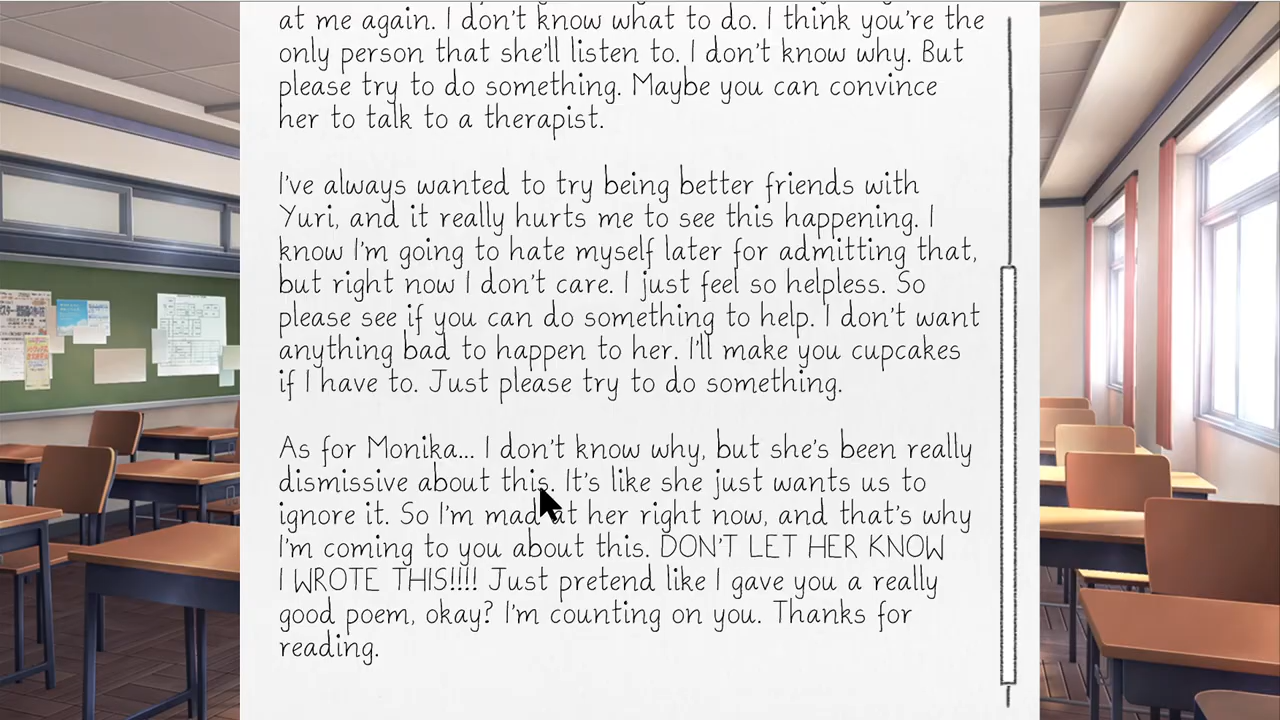 at me again. I don't know what to do. I think you're the
only person that she'll listen to. I don't know why. But
please try to do something. Maybe you can convince
her to talk to a therapist.
I've always wanted to try being better friends with
Yuri, and it really hurts me to see this happening. I
know I'm going to hate myself later for admitting that,
but right now I don't care. I just feel so helpless. So
please see if you can do something to help. I don't want
anything bad to happen to her. I'll make you cupcakes
if I have to. Just please try to do something.
As for Monika... I don't know why, but she's been really
dismissive about this. It's like she just wants us to
ignore it. So I'm mad at her right now, and that's why
I'm coming to you about this. DON'T LET HER KNOW
I WROTE THIS!!!! Just pretend like I gave you a really
good poem, okay? I'm counting on you. Thanks for
reading.